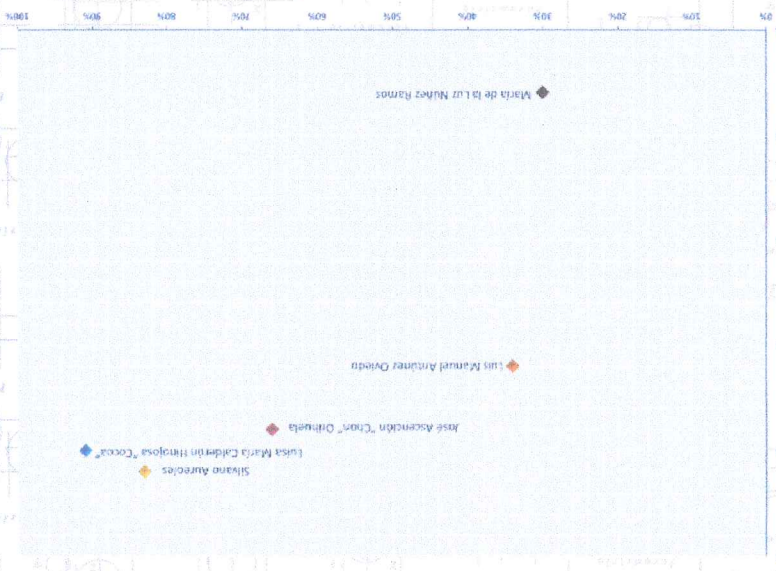 Silvano Aureoles
Luisa María Calderón Hinojosa "Cocoa"
José Ascención "Chon" Orihuela
Luis Manuel Antúnez Oviedo
María de la Luz Núñez Ramos
0% 10% 20% 30% 40% 50% 60% 70% 80% 90% 100%